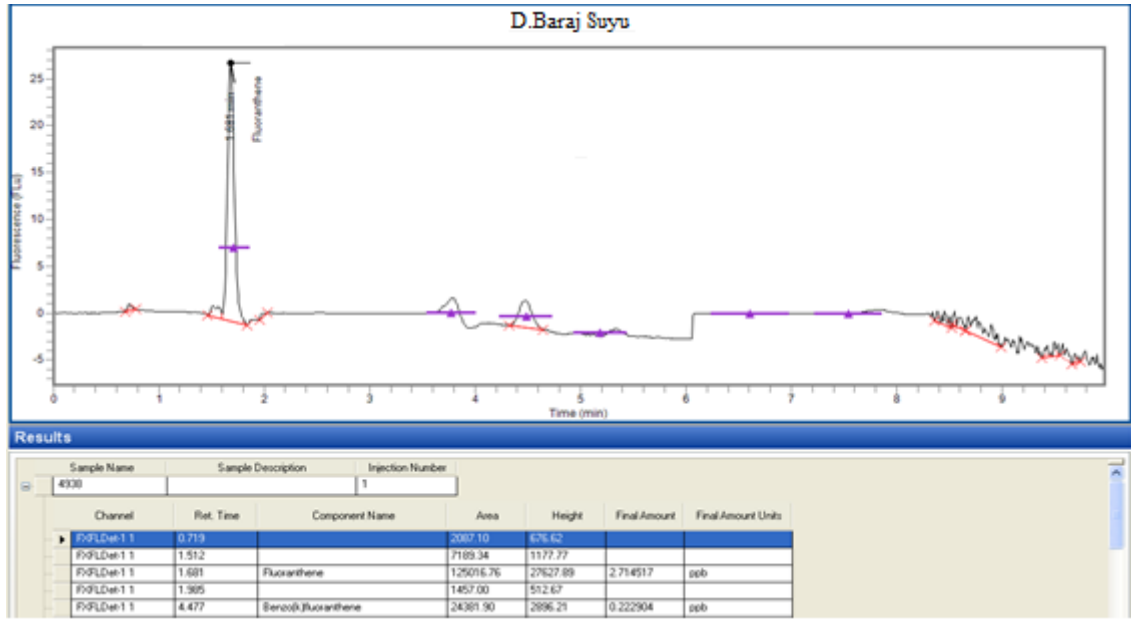 D.Baraj Suyu
Fluorescence (FLu)
25
20
15
10
5
0
-5
1.681 min
Fluoranthene
0 1 2 3 4 5 6 7 8 9
Time (min)
Results
Sample Name Sample Description Injection Number
4938 1
Channel Ret. Time Component Name Area Height Final Amount Final Amount Units
FXFLDet-1 1 0.719 2087.10 676.62
FXFLDet-1 1 1.512 7189.34 1177.77
FXFLDet-1 1 1.681 Fluoranthene 125016.76 27627.89 2.714517 ppb
FXFLDet-1 1 1.985 1457.00 512.67
FXFLDet-1 1 4.477 Benzo(k)fluoranthene 24381.90 2896.21 0.222904 ppb